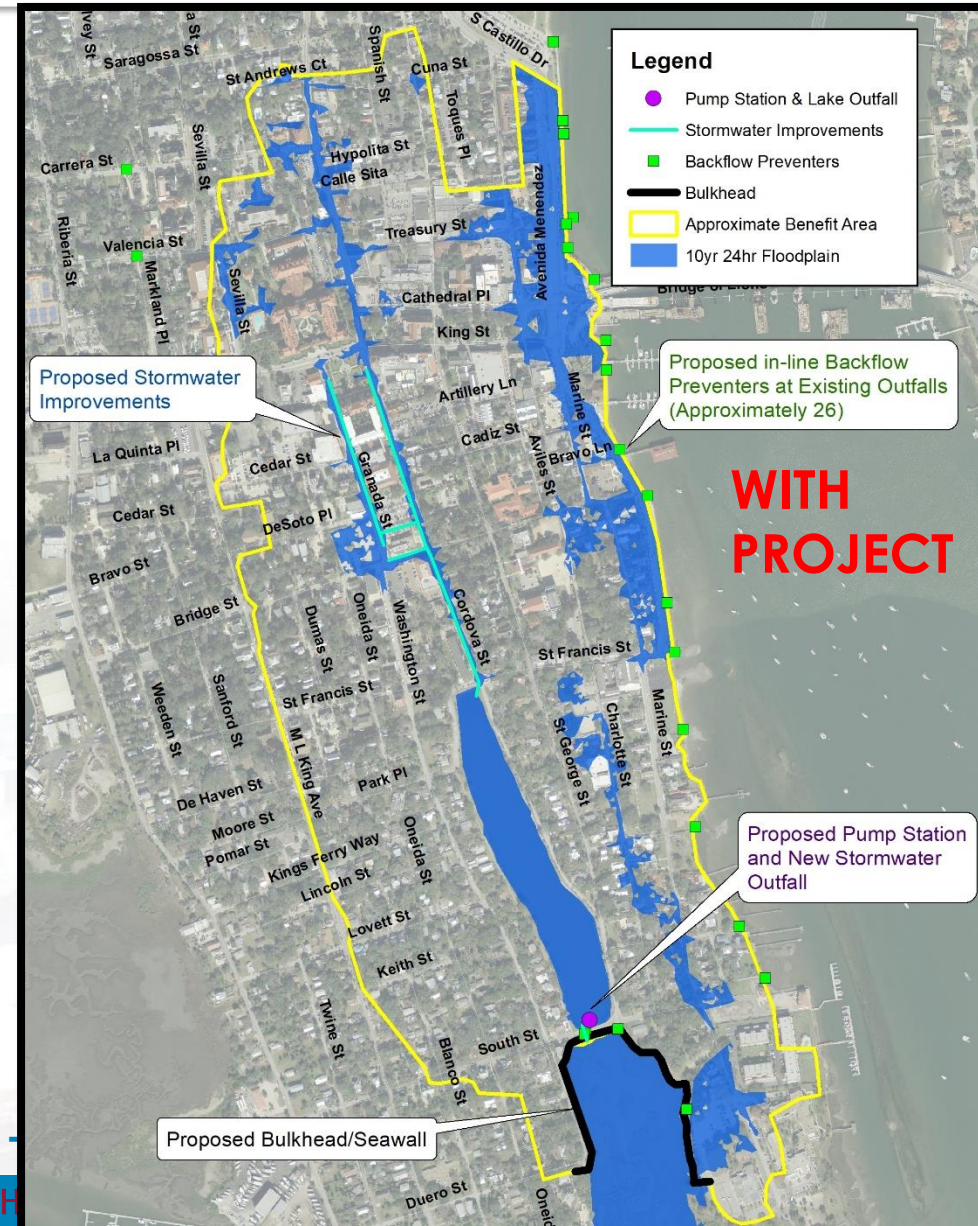 Legend
Pump Station & Lake Outfall
Stormwater Improvements
Backflow Preventers
Bulkhead
Approximate Benefit Area
10yr 24hr Floodplain
S Castillo Dr
Saragossa St
St Andrews Ct
Spanish St
Cuna St
Toques Pl
Sevilla St
Hypolita St
Carrera St
Calle Sita
Riberia St
Valencia St
Markland Pl
Treasury St
Avenida Menendez
Sevilla St
Cathedral Pl
King St
Proposed Stormwater
Improvements
Proposed in-line Backflow
Preventers at Existing Outfalls
(Approximately 26)
Artillery Ln
Marine St
La Quinta Pl
Cedar St
Granada St
Cadiz St
Aviles St
Bravo Ln
WITH
PROJECT
Cedar St
DeSoto Pl
Bravo St
Bridge St
Dumas St
Oneida St
Washington St
Cordova St
St Francis St
Weeden St
Sanford St
St Francis St
M L King Ave
St George St
Charlotte St
Marine St
De Haven St
Park Pl
Moore St
Pomar St
Kings Ferry Way
Lincoln St
Oneida St
Proposed Pump Station
and New Stormwater
Outfall
Lovett St
Keith St
Twine St
Blanco St
South St
Proposed Bulkhead/Seawall
Duero St